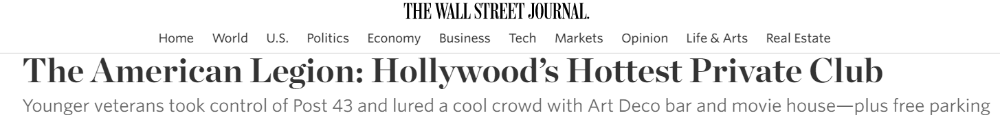 THE WALL STREET JOURNAL.
Home World U.S. Politics Economy Business Tech Markets Opinion Life & Arts Real Estate
The American Legion: Hollywood’s Hottest Private Club
Younger veterans took control of Post 43 and lured a cool crowd with Art Deco bar and movie house—plus free parking